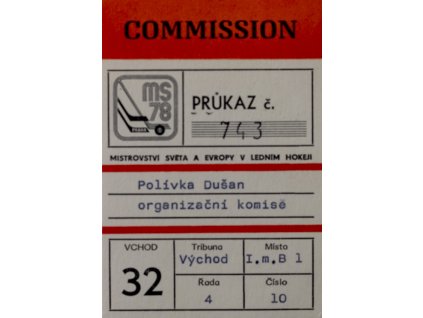 COMMISSION
MS
78
PRAHA
PRŮKAZ č.
743
MISTROVSTVÍ SVĚTA A EVROPY V LEDNÍM HOKEJI
Polívka Dušan
organizační komise
VCHOD
32
Tribuna
Východ
Místo
I.m.B l
Řada
4
Číslo
10